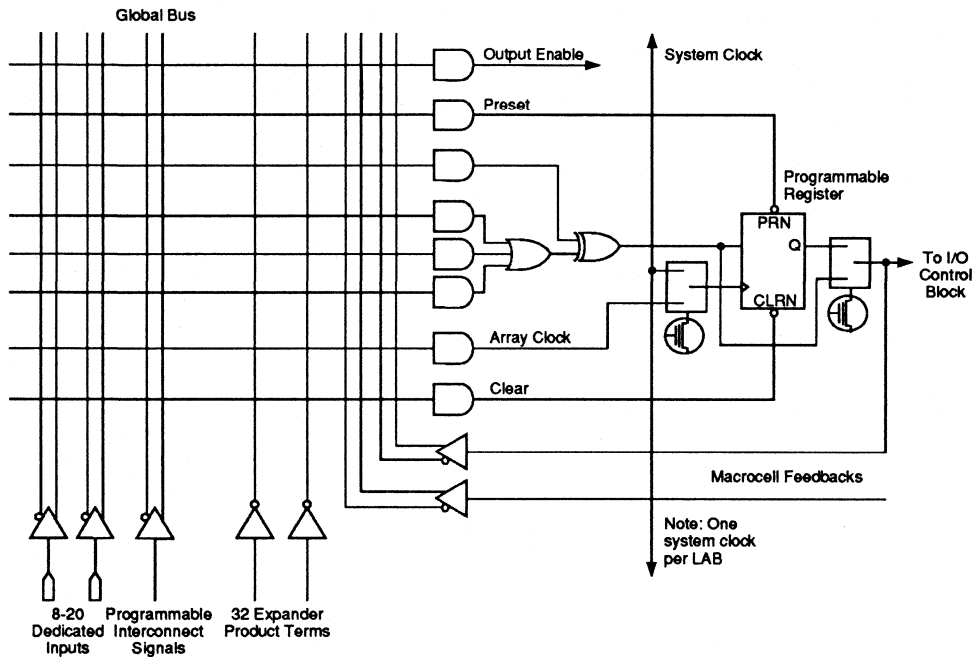 Global Bus
Output Enable
System Clock
Preset
Programmable
Register
PRN
Q
To I/O
Control
Block
CLRN
Array Clock
Clear
Macrocell Feedbacks
Note: One
system clock
per LAB
8-20
Dedicated
Inputs
Programmable
Interconnect
Signals
32 Expander
Product Terms